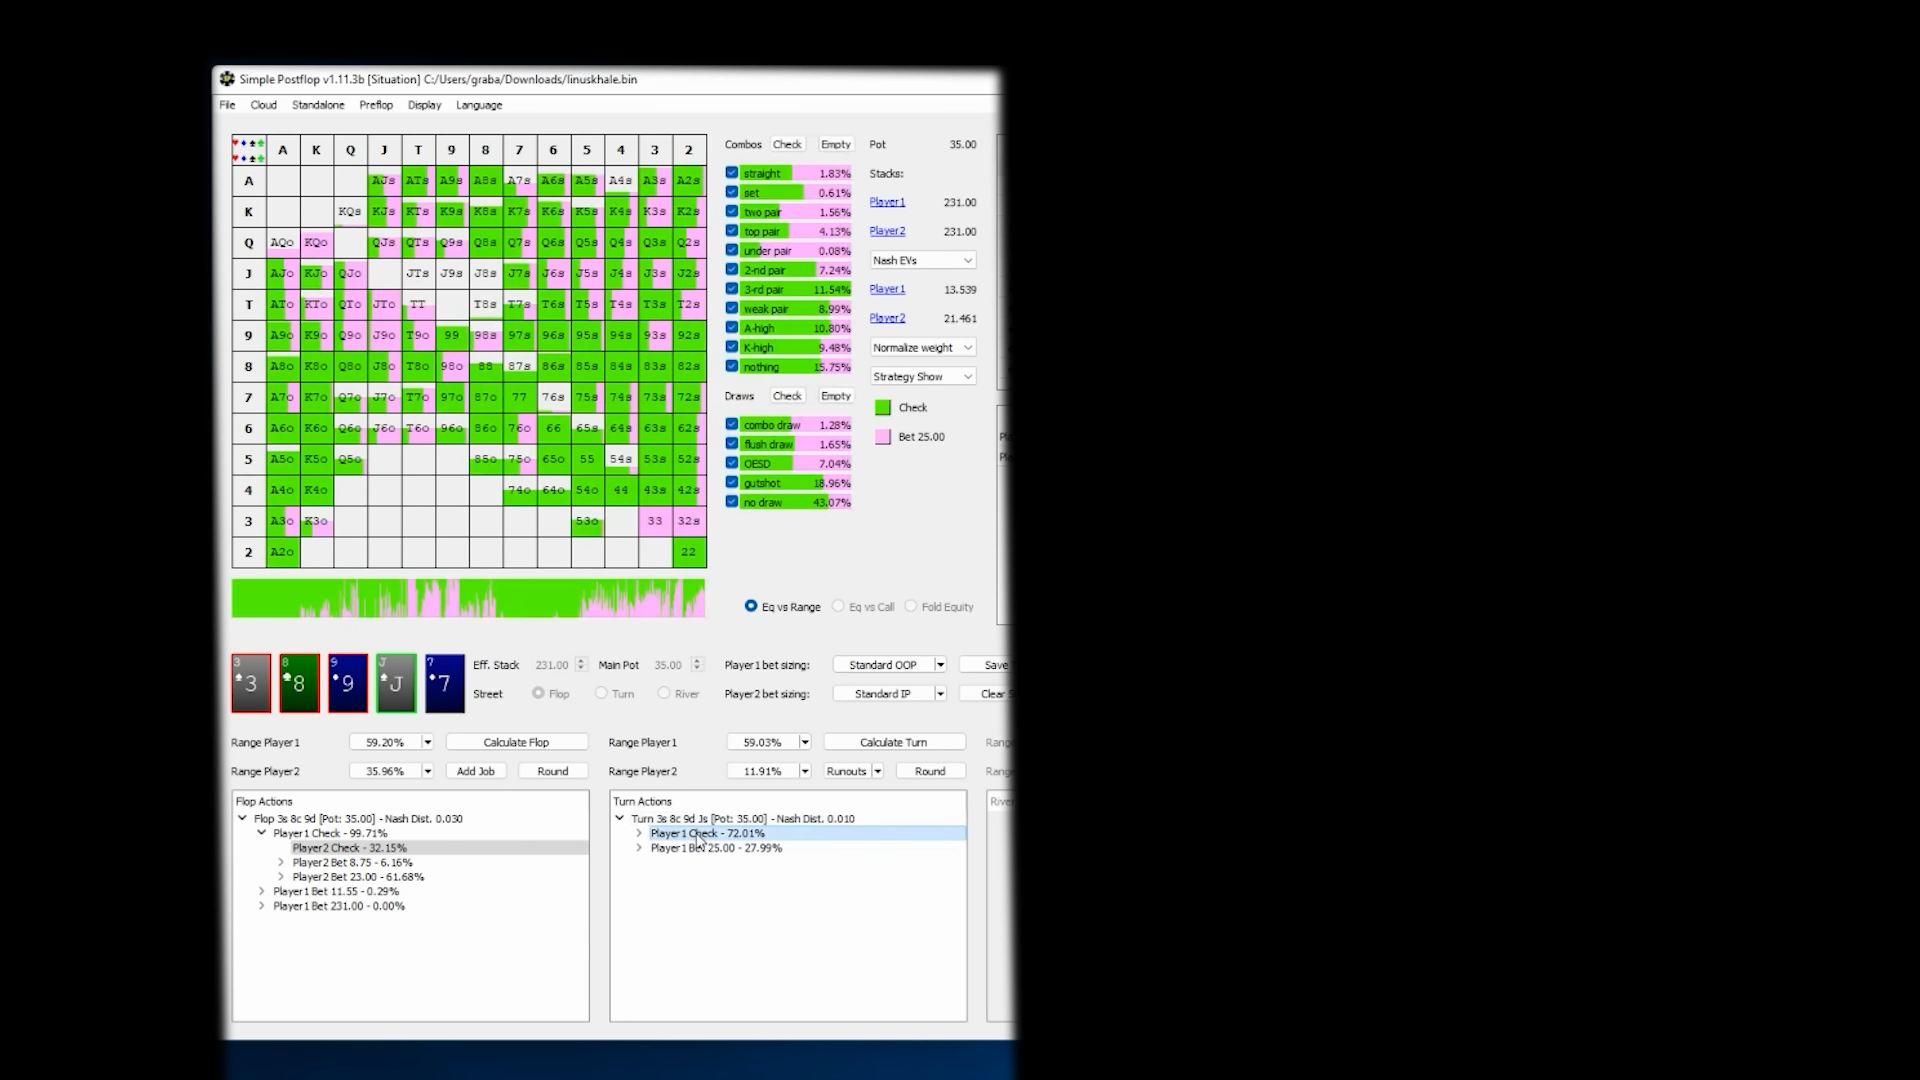 Simple Postflop v1.11.3b [Situation] C:/Users/graba/Downloads/linuskhale.bin
File Cloud Standalone Preflop Display Language
A K Q J T 9 8 7 6 5 4 3 2
A AJs ATs A9s A8s A7s A6s A5s A4s A3s A2s
K KQs KJs KTs K9s K8s K7s K6s K5s K4s K3s K2s
Q AQo KQo QJs QTs Q9s Q8s Q7s Q6s Q5s Q4s Q3s Q2s
J AJo KJo QJo JTs J9s J8s J7s J6s J5s J4s J3s J2s
T ATo KTo QTo JTo TT T8s T7s T6s T5s T4s T3s T2s
9 A9o K9o Q9o J9o T9o 99 98s 97s 96s 95s 94s 93s 92s
8 A8o K8o Q8o J8o T8o 98o 88 87s 86s 85s 84s 83s 82s
7 A7o K7o Q7o J7o T7o 97o 87o 77 76s 75s 74s 73s 72s
6 A6o K6o Q6o J6o T6o 96o 86o 76o 66 65s 64s 63s 62s
5 A5o K5o Q5o 85o 75o 65o 55 54s 53s 52s
4 A4o K4o 74o 64o 54o 44 43s 42s
3 A3o K3o 53o 33 32s
2 A2o 22
Combos Check Empty
straight 1.83%
set 0.61%
two pair 1.56%
top pair 4.13%
under pair 0.08%
2-nd pair 7.24%
3-rd pair 11.54%
weak pair 8.99%
A-high 10.80%
K-high 9.48%
nothing 15.75%
Draws Check Empty
combo draw 1.28%
flush draw 1.65%
OESD 7.04%
gutshot 18.96%
no draw 43.07%
Pot 35.00
Stacks:
Player1 231.00
Player2 231.00
Nash EVs
Player1 13.539
Player2 21.461
Normalize weight
Strategy Show
Check
Bet 25.00
Eq vs Range Eq vs Call Fold Equity
3 8 9 J 7
3 8 9 J 7
Eff. Stack 231.00 Main Pot 35.00
Street Flop Turn River
Player1 bet sizing: Standard OOP Save
Player2 bet sizing: Standard IP Clear
Range Player1 59.20% Calculate Flop
Range Player2 35.96% Add Job Round
Range Player1 59.03% Calculate Turn
Range Player2 11.91% Runouts Round
Flop Actions
Flop 3s 8c 9d [Pot: 35.00] - Nash Dist. 0.030
Player1 Check - 99.71%
Player2 Check - 32.15%
Player2 Bet 8.75 - 6.16%
Player2 Bet 23.00 - 61.68%
Player1 Bet 11.55 - 0.29%
Player1 Bet 231.00 - 0.00%
Turn Actions
Turn 3s 8c 9d Js [Pot: 35.00] - Nash Dist. 0.010
Player1 Check - 72.01%
Player1 Bet 25.00 - 27.99%